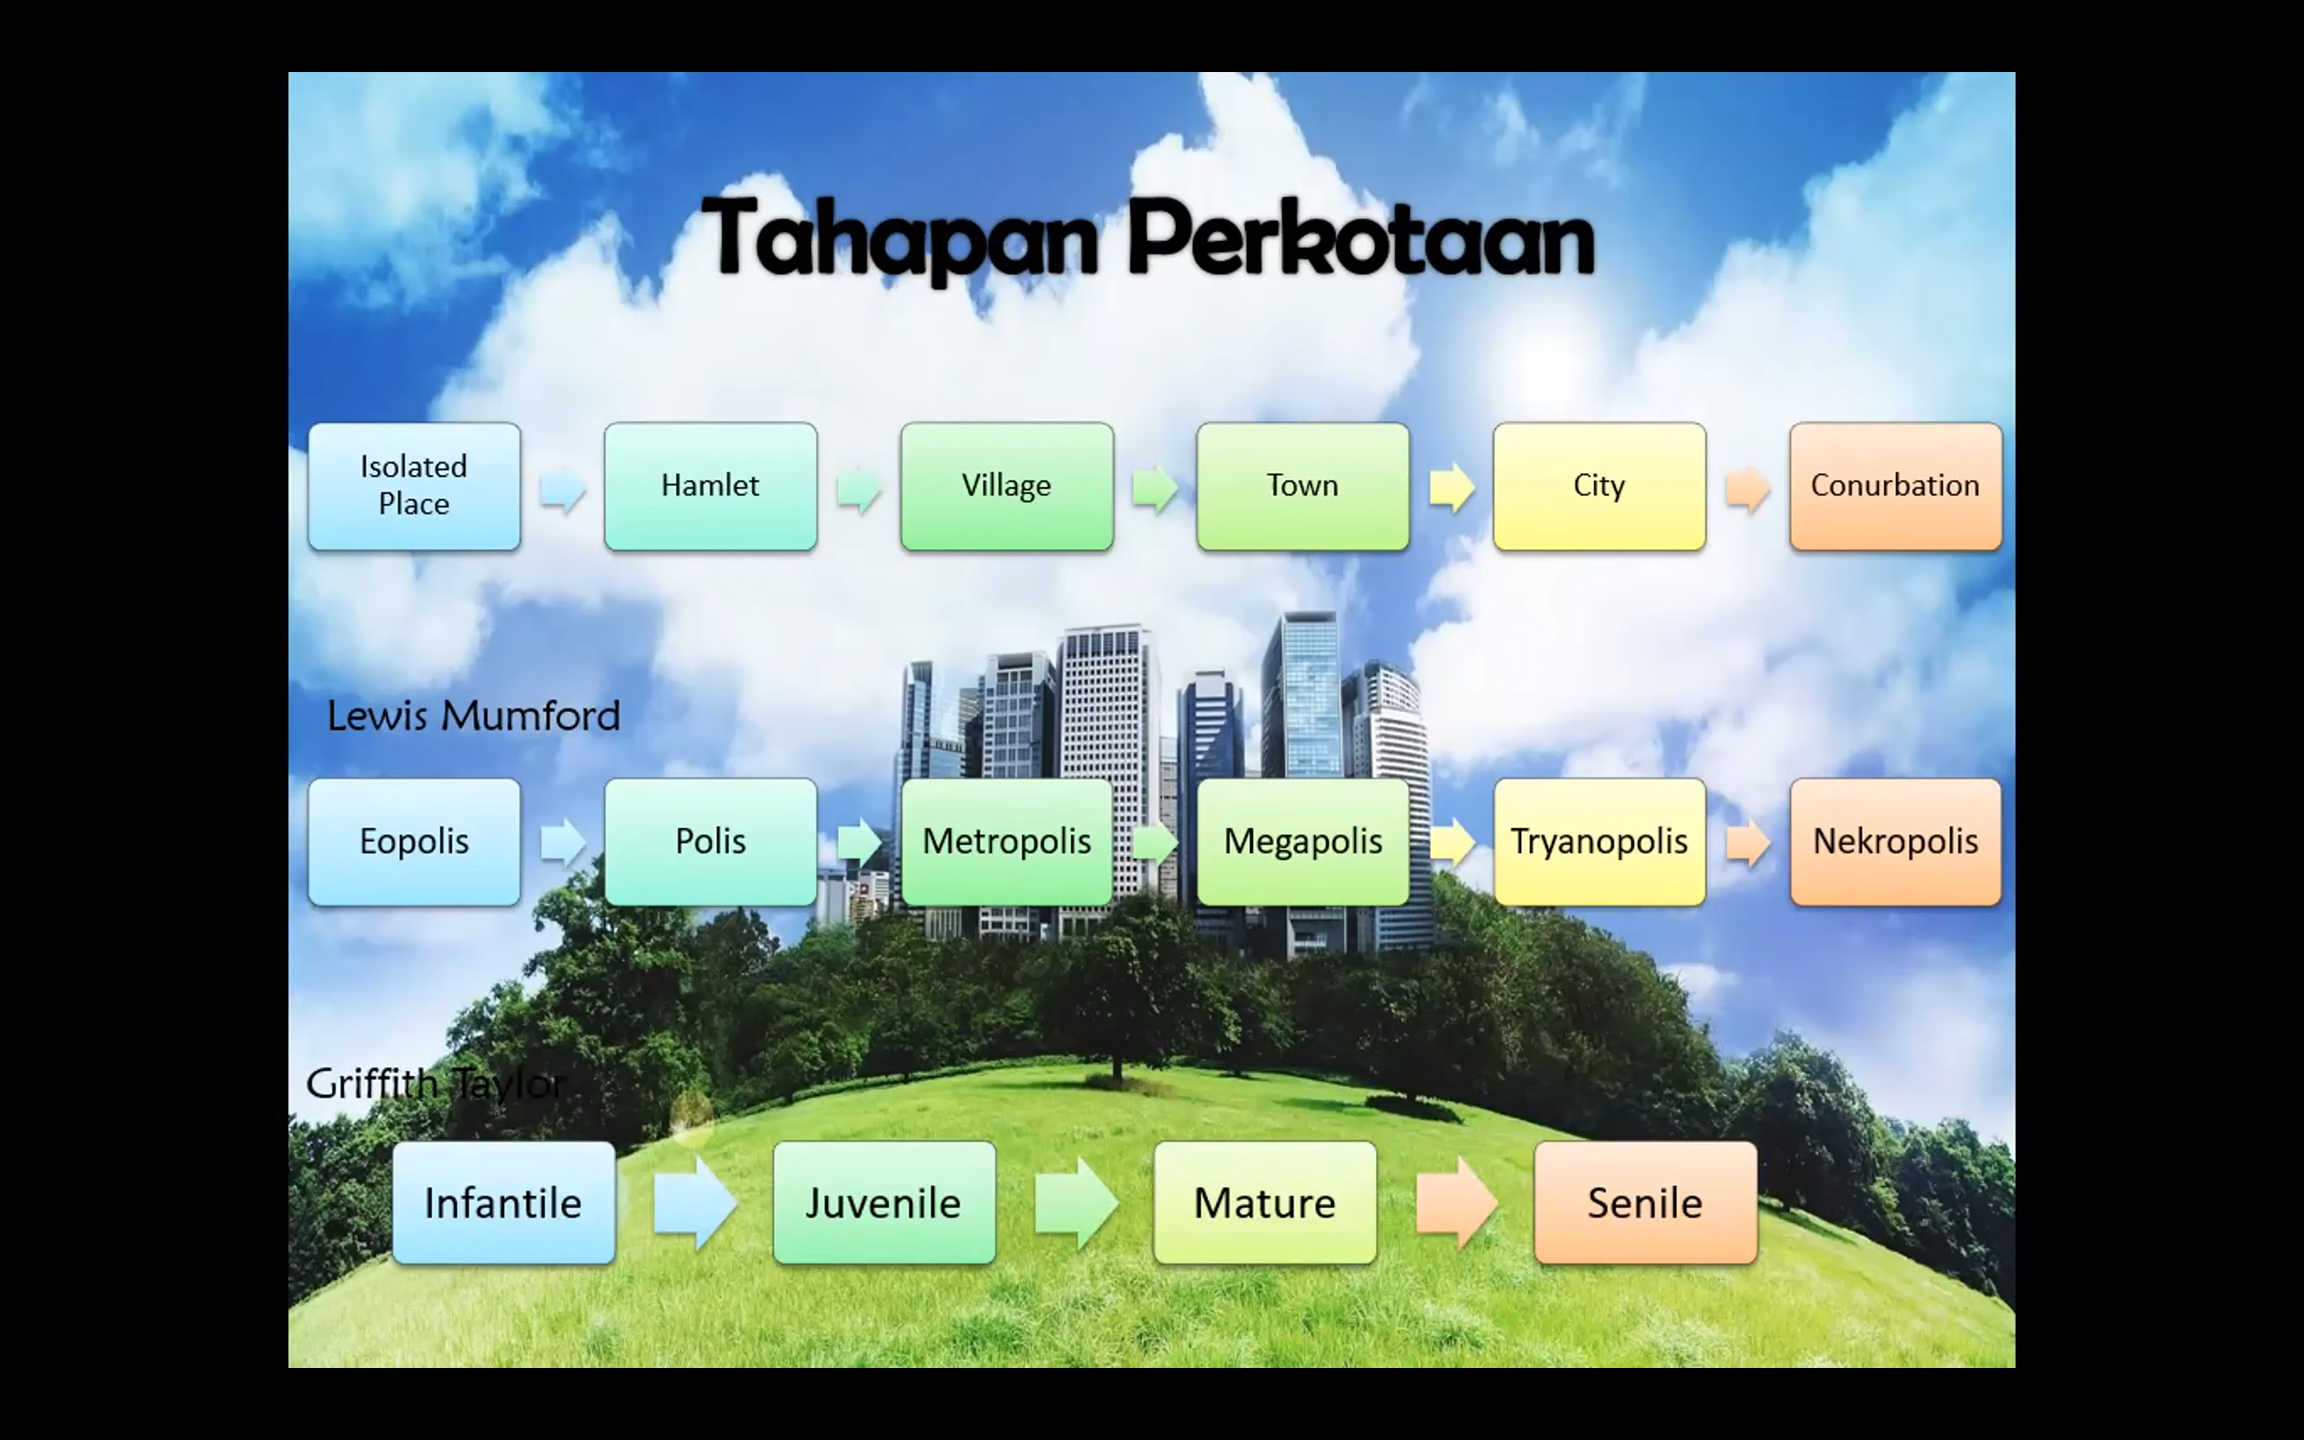 Tahapan Perkotaan
Isolated
Place
Hamlet
Village
Town
City
Conurbation
Lewis Mumford
Eopolis
Polis
Metropolis
Megapolis
Tryanopolis
Nekropolis
Griffith Taylor
Infantile
Juvenile
Mature
Senile